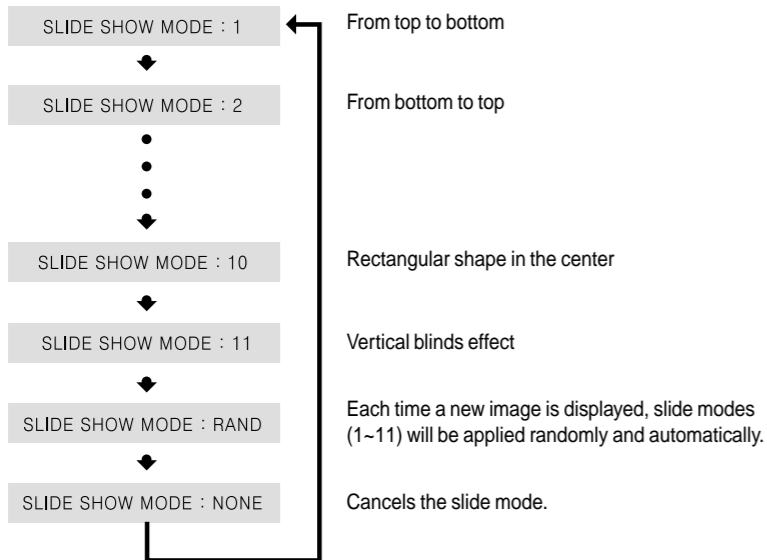 SLIDE SHOW MODE : 1
From top to bottom
SLIDE SHOW MODE : 2
From bottom to top
SLIDE SHOW MODE : 10
Rectangular shape in the center
SLIDE SHOW MODE : 11
Vertical blinds effect
SLIDE SHOW MODE : RAND
Each time a new image is displayed, slide modes
(1~11) will be applied randomly and automatically.
SLIDE SHOW MODE : NONE
Cancels the slide mode.